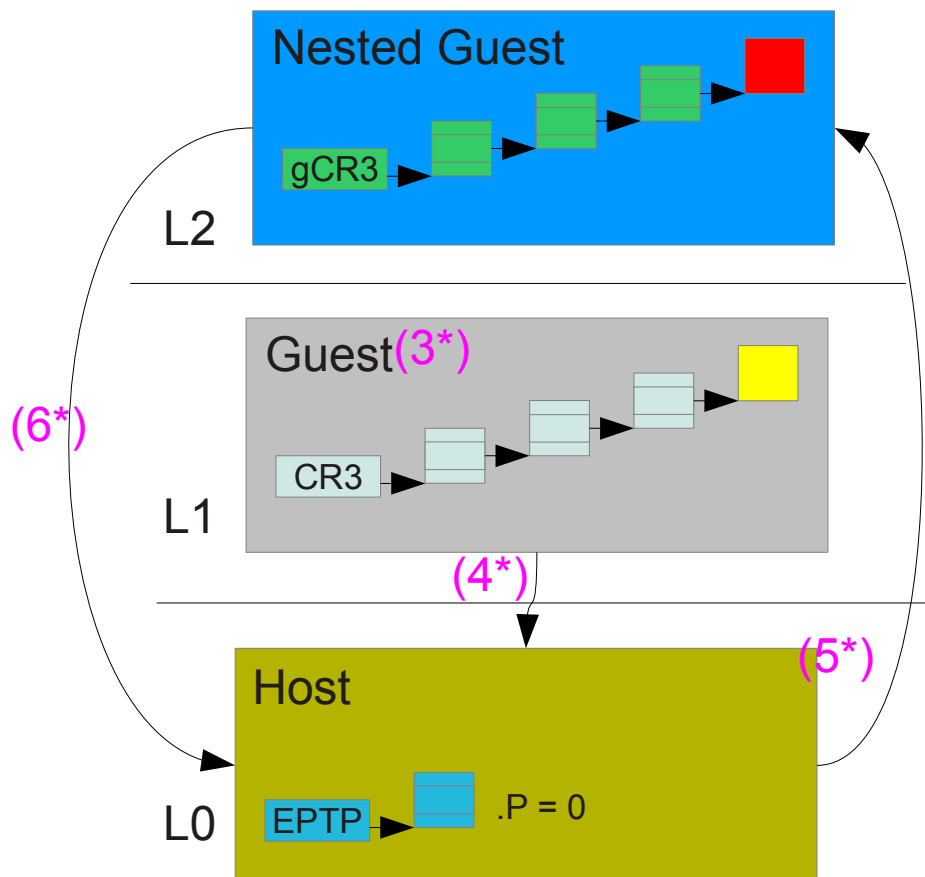 Nested Guest
gCR3
L2
Guest(3*)
(6*)
CR3
L1
(4*)
(5*)
Host
EPTP
.P = 0
L0